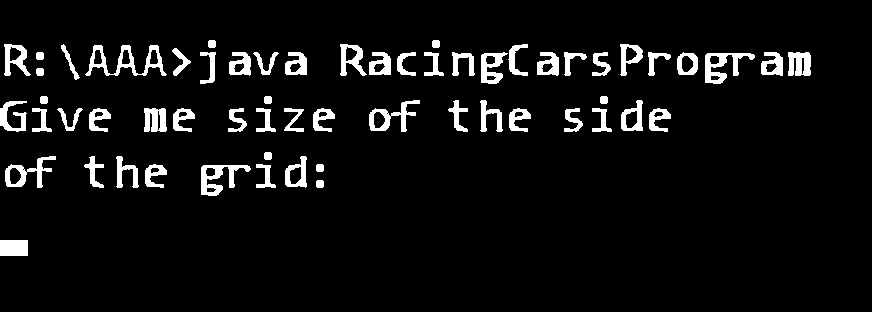 R:\AAA>java RacingCarsProgram
Give me size of the side
of the grid: